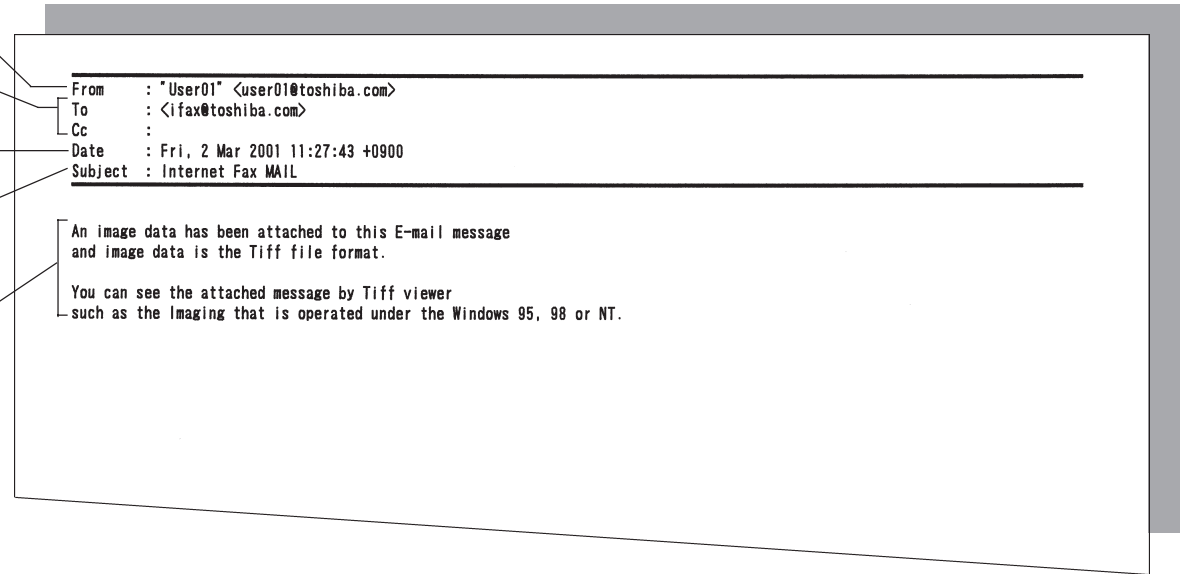 From : "User01" <user01@toshiba.com>
To : <ifax@toshiba.com>
Cc :
Date : Fri, 2 Mar 2001 11:27:43 +0900
Subject : Internet Fax MAIL
An image data has been attached to this E-mail message
and image data is the Tiff file format.
You can see the attached message by Tiff viewer
such as the Imaging that is operated under the Windows 95, 98 or NT.